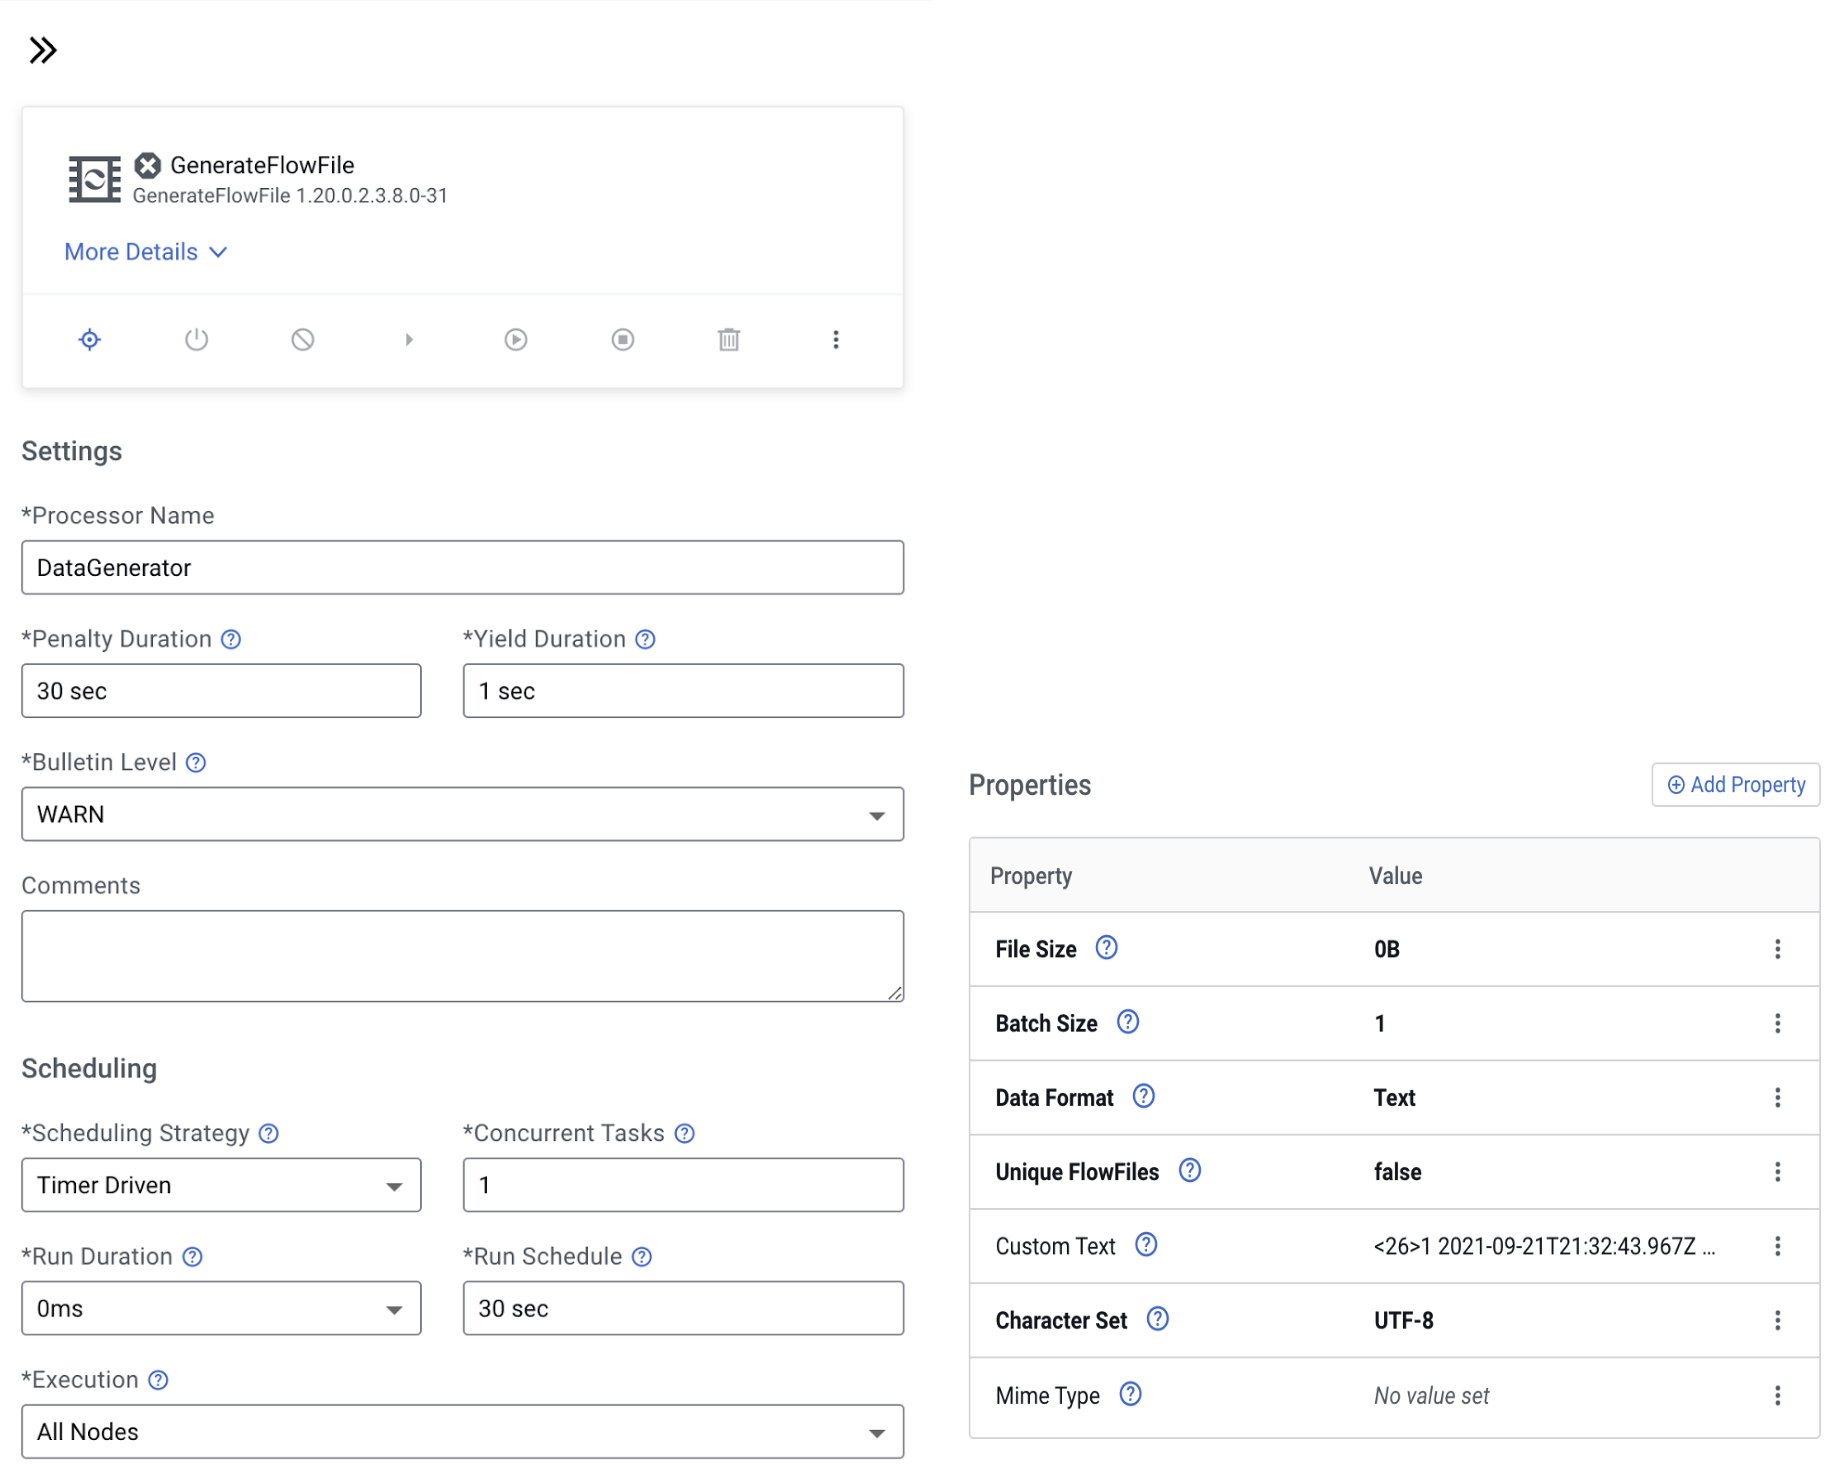 GenerateFlowFile
GenerateFlowFile 1.20.0.2.3.8.0-31
More Details
Settings
*Processor Name
DataGenerator
*Penalty Duration
*Yield Duration
30 sec
1 sec
*Bulletin Level
WARN
Comments
Scheduling
*Scheduling Strategy
*Concurrent Tasks
Timer Driven
1
*Run Duration
*Run Schedule
0ms
30 sec
*Execution
All Nodes
Properties
Add Property
Property Value
File Size 0B
Batch Size 1
Data Format Text
Unique FlowFiles false
Custom Text <26>1 2021-09-21T21:32:43.967Z ...
Character Set UTF-8
Mime Type No value set